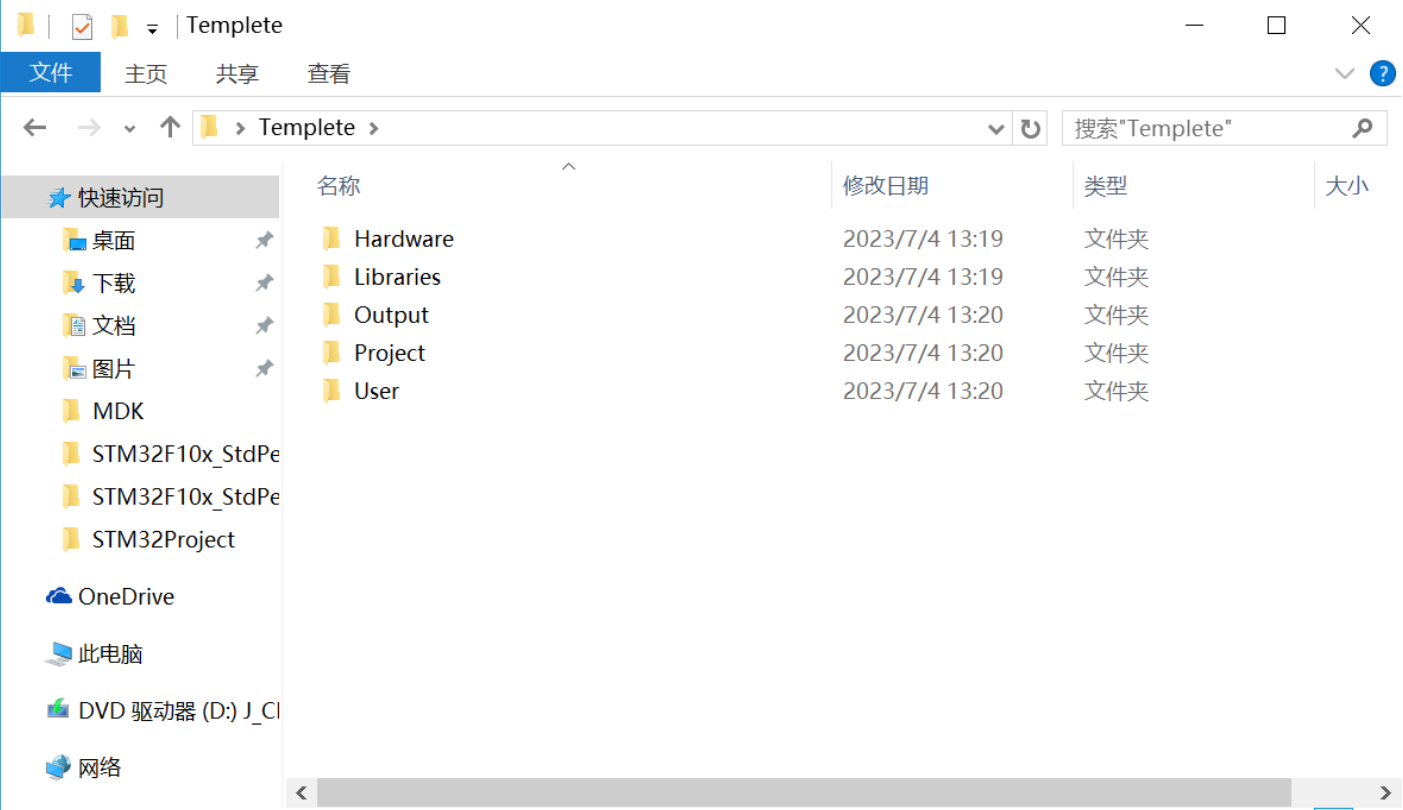 Templete
文件 主页 共享 查看
Templete
搜索"Templete"
名称 修改日期 类型 大小
快速访问
桌面
下载
文档
图片
MDK
STM32F10x_StdPe
STM32F10x_StdPe
STM32Project
OneDrive
此电脑
DVD 驱动器 (D:) J_Cl
网络
Hardware 2023/7/4 13:19 文件夹
Libraries 2023/7/4 13:19 文件夹
Output 2023/7/4 13:20 文件夹
Project 2023/7/4 13:20 文件夹
User 2023/7/4 13:20 文件夹